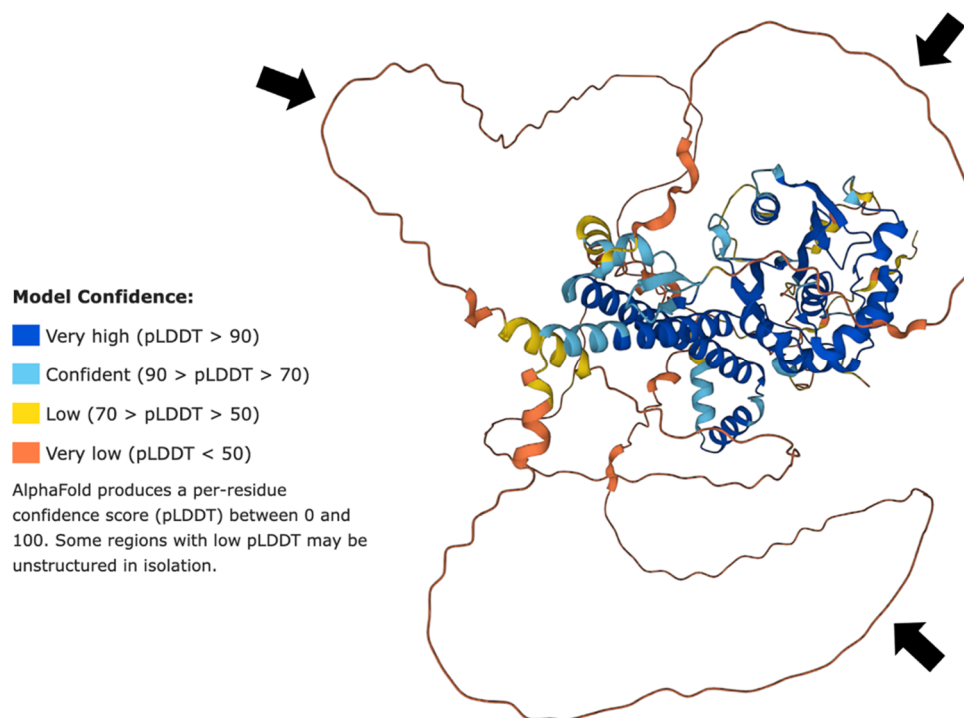 Model Confidence:
Very high (pLDDT > 90)
Confident (90 > pLDDT > 70)
Low (70 > pLDDT > 50)
Very low (pLDDT < 50)
AlphaFold produces a per-residue
confidence score (pLDDT) between 0 and
100. Some regions with low pLDDT may be
unstructured in isolation.